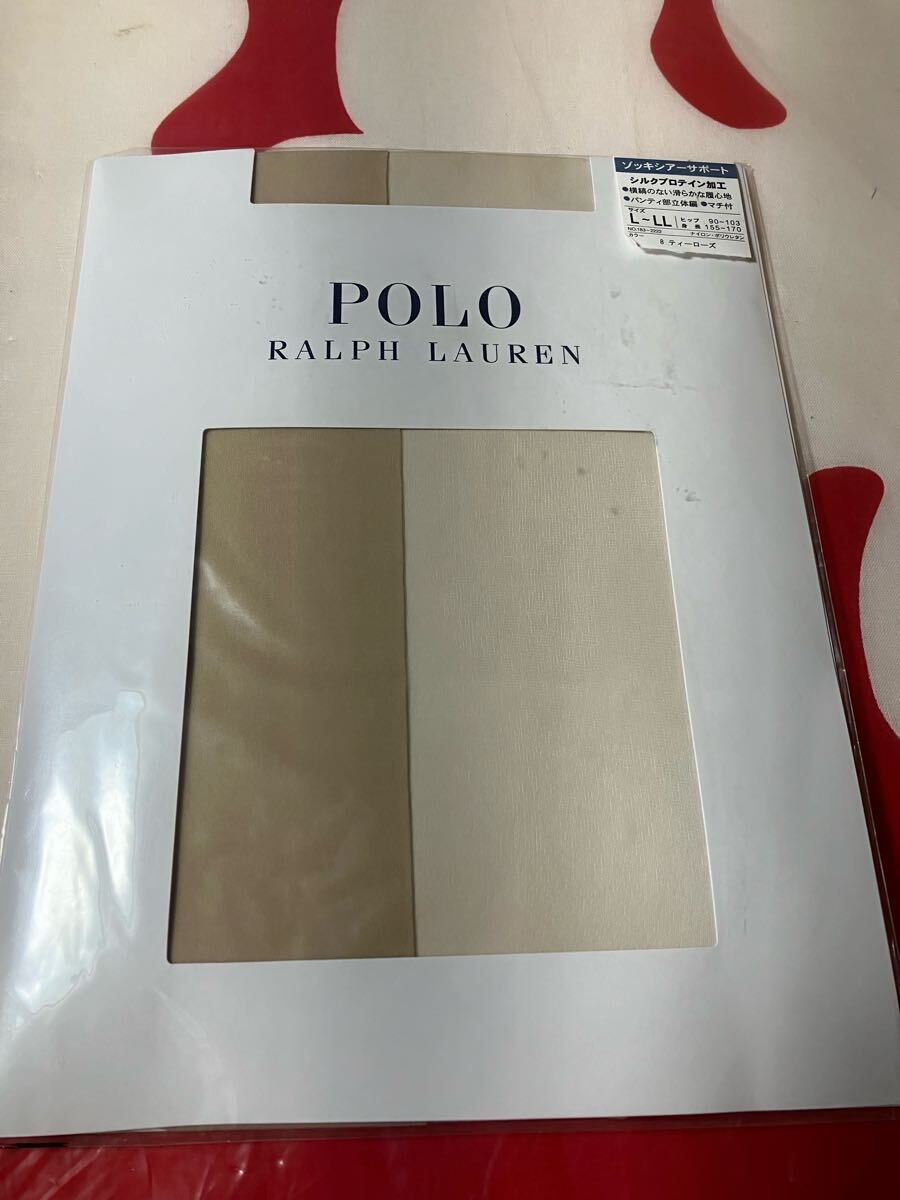 ゾッキシアーサポート
シルクプロテイン加工
●横縞のない滑らかな履心地
●パンティ部立体編 ●マチ付
サイズ L~LL ヒップ 90~103
身長 155~170
NO.183-2223 ナイロン・ポリウレタン
カラー 8 ティーローズ
POLO
RALPH LAUREN